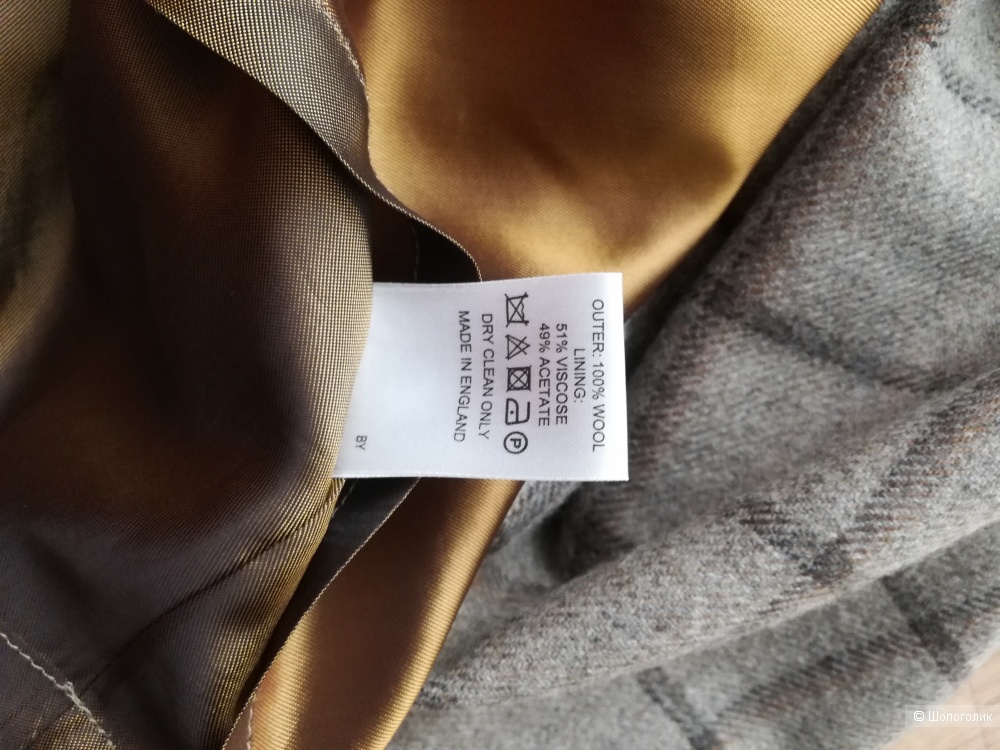 OUTER: 100% WOOL
LINING:
51% VISCOSE
49% ACETATE
P
DRY CLEAN ONLY
MADE IN ENGLAND
BY
© Шопоголик